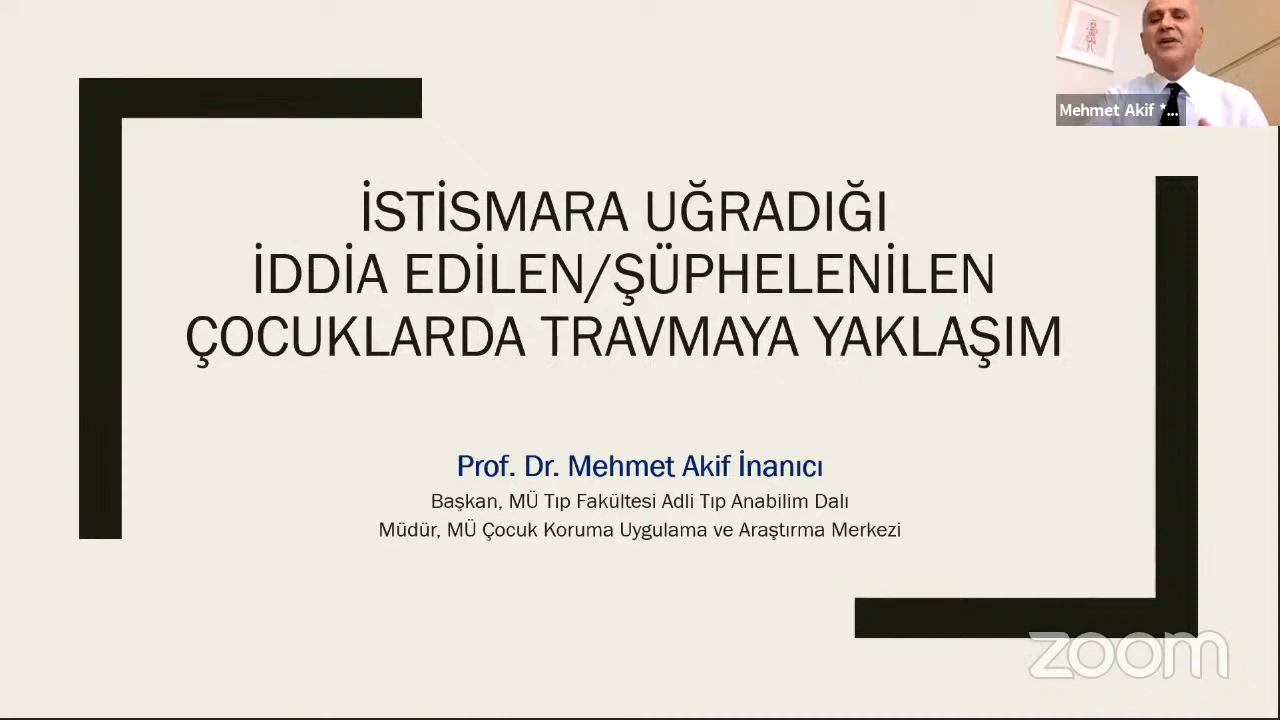 Mehmet Akif *...
İSTİSMARA UĞRADIĞI
İDDİA EDİLEN/ŞÜPHELENİLEN
ÇOCUKLARDA TRAVMAYA YAKLAŞIM
Prof. Dr. Mehmet Akif İnanıcı
Başkan, MÜ Tıp Fakültesi Adli Tıp Anabilim Dalı
Müdür, MÜ Çocuk Koruma Uygulama ve Araştırma Merkezi
zoom